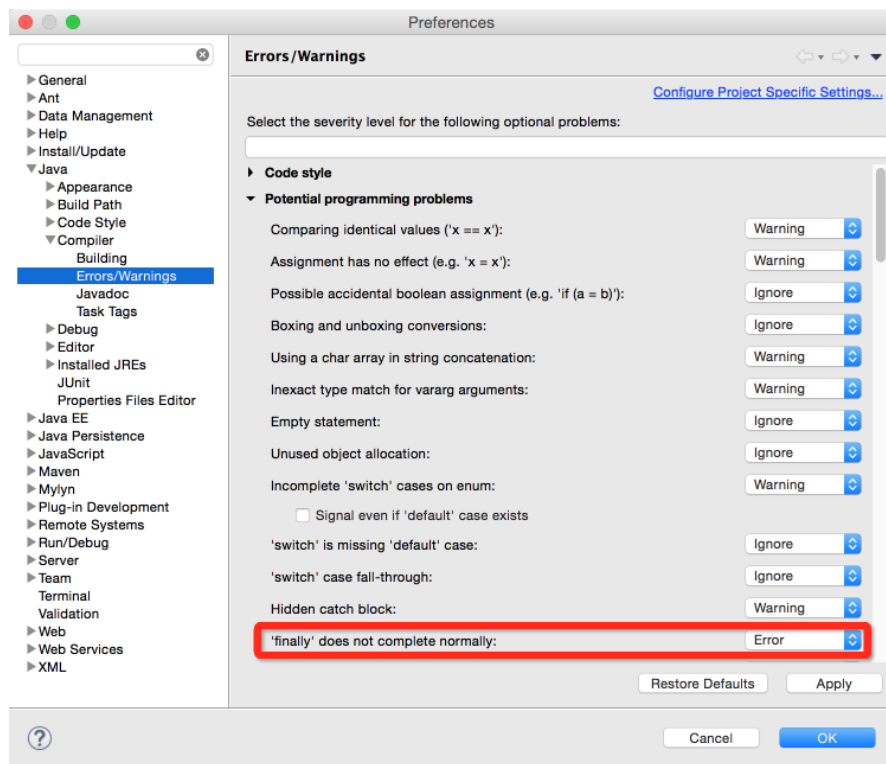 Preferences
Errors/Warnings
Configure Project Specific Settings...
General
Ant
Data Management
Help
Install/Update
Java
Appearance
Build Path
Code Style
Compiler
Building
Errors/Warnings
Javadoc
Task Tags
Debug
Editor
Installed JREs
JUnit
Properties Files Editor
Java EE
Java Persistence
JavaScript
Maven
Mylyn
Plug-in Development
Remote Systems
Run/Debug
Server
Team
Terminal
Validation
Web
Web Services
XML
Select the severity level for the following optional problems:
Code style
Potential programming problems
Comparing identical values ('x == x'): Warning
Assignment has no effect (e.g. 'x = x'): Warning
Possible accidental boolean assignment (e.g. 'if (a = b)'): Ignore
Boxing and unboxing conversions: Ignore
Using a char array in string concatenation: Warning
Inexact type match for vararg arguments: Warning
Empty statement: Ignore
Unused object allocation: Ignore
Incomplete 'switch' cases on enum: Warning
Signal even if 'default' case exists
'switch' is missing 'default' case: Ignore
'switch' case fall-through: Ignore
Hidden catch block: Warning
'finally' does not complete normally: Error
Restore Defaults Apply
? Cancel OK